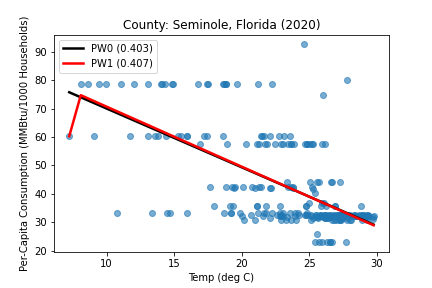 County: Seminole, Florida (2020)
PW0 (0.403)
PW1 (0.407)
Per-Capita Consumption (MMBtu/1000 Households)
90
80
70
60
50
40
30
20
10 15 20 25 30
Temp (deg C)